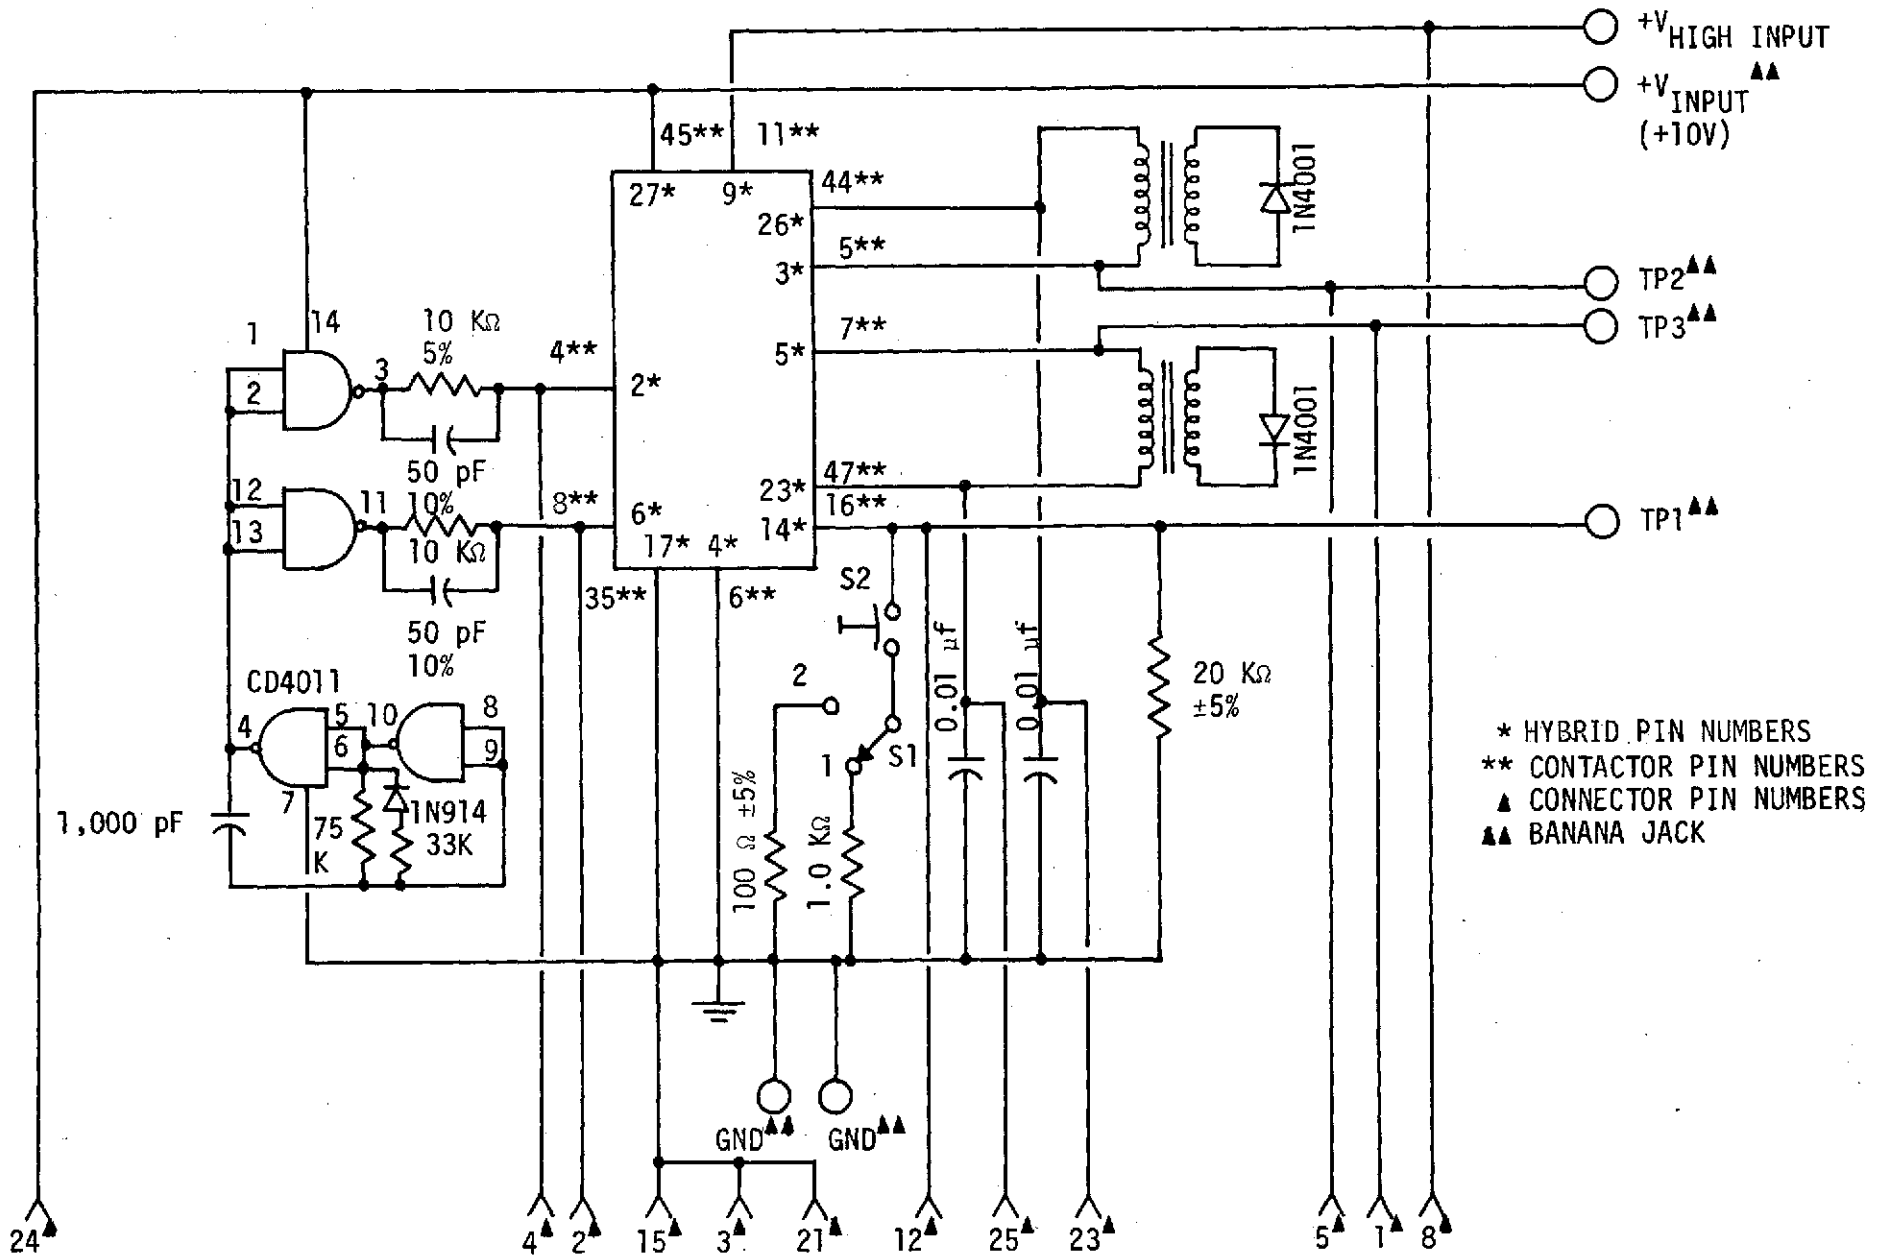 +V HIGH INPUT
+V INPUT ▲▲
(+10V)
45** 11**
27* 9*
44**
26*
5**
3*
1N4001
TP2▲▲
TP3▲▲
7**
5*
1
14
10 KΩ
5%
4**
2
3
2*
50 pF
10%
1N4001
47**
23*
16**
14*
TP1▲▲
12
11
8**
13
6*
10 KΩ
17* 4*
50 pF
10%
35** 6**
S2
0.01 µf
0.01 µf
20 KΩ
±5%
CD4011
4
5
6
10
8
9
7
2
1
S1
1,000 pF
75
K
1N914
33K
100 Ω ±5%
1.0 KΩ
* HYBRID PIN NUMBERS
** CONTACTOR PIN NUMBERS
▲ CONNECTOR PIN NUMBERS
▲▲ BANANA JACK
GND▲▲ GND▲▲
24▲ 4▲ 2▲ 15▲ 3▲ 21▲ 12▲ 25▲ 23▲ 5▲ 1▲ 8▲